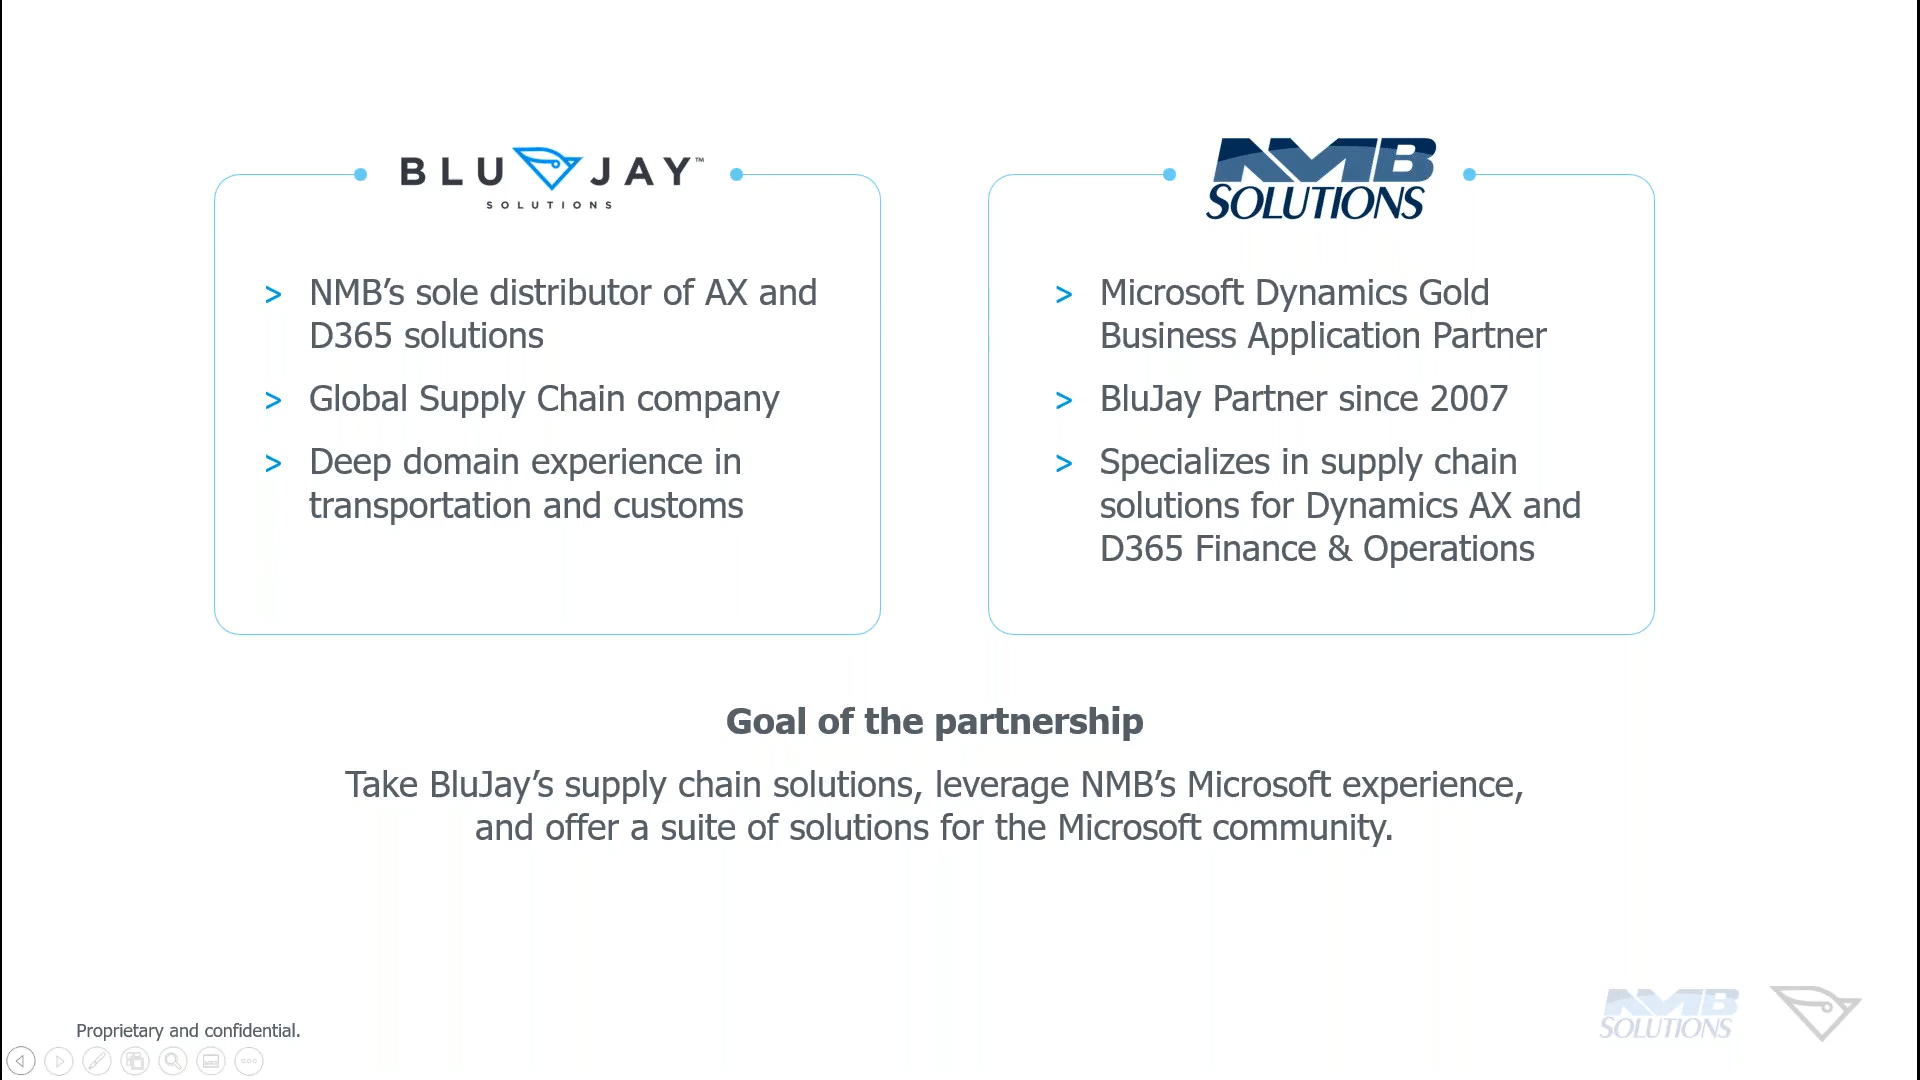 BLU JAY™
SOLUTIONS
> NMB’s sole distributor of AX and
D365 solutions
> Global Supply Chain company
> Deep domain experience in
transportation and customs
NMB
SOLUTIONS
> Microsoft Dynamics Gold
Business Application Partner
> BluJay Partner since 2007
> Specializes in supply chain
solutions for Dynamics AX and
D365 Finance & Operations
Goal of the partnership
Take BluJay’s supply chain solutions, leverage NMB’s Microsoft experience,
and offer a suite of solutions for the Microsoft community.
NMB
SOLUTIONS
Proprietary and confidential.